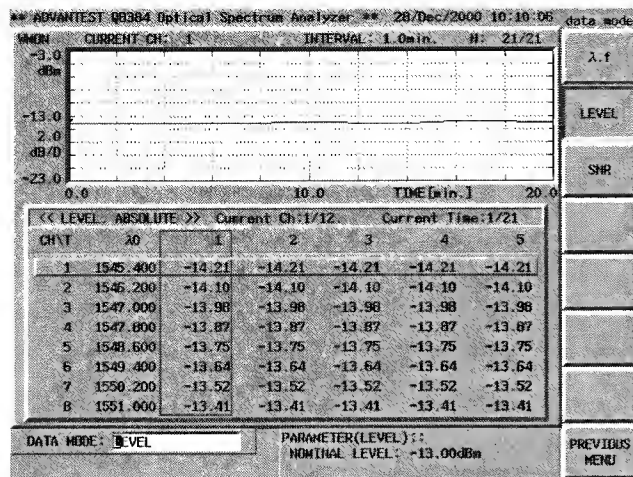 ** ADVANTEST Q8384 Optical Spectrum Analyzer ** 28/Dec/2000 10:10:06
data mode
WMON CURRENT CH: 1 INTERVAL: 1.0min. N: 21/21
-3.0
dBm
-13.0
2.0
dB/D
-23.0
0.0 10.0 TIME[min.] 20.0
λ.f
LEVEL
SNR
<< LEVEL, ABSOLUTE >> Current Ch:1/12. Current Time:1/21
CH\T λ0 1 2 3 4 5
1 1545.400 -14.21 -14.21 -14.21 -14.21 -14.21
2 1546.200 -14.10 -14.10 -14.10 -14.10 -14.10
3 1547.000 -13.98 -13.98 -13.98 -13.98 -13.98
4 1547.800 -13.87 -13.87 -13.87 -13.87 -13.87
5 1548.600 -13.75 -13.75 -13.75 -13.75 -13.75
6 1549.400 -13.64 -13.64 -13.64 -13.64 -13.64
7 1550.200 -13.52 -13.52 -13.52 -13.52 -13.52
8 1551.000 -13.41 -13.41 -13.41 -13.41 -13.41
DATA MODE: LEVEL
PARAMETER(LEVEL)::
NOMINAL LEVEL: -13.00dBm
PREVIOUS
MENU